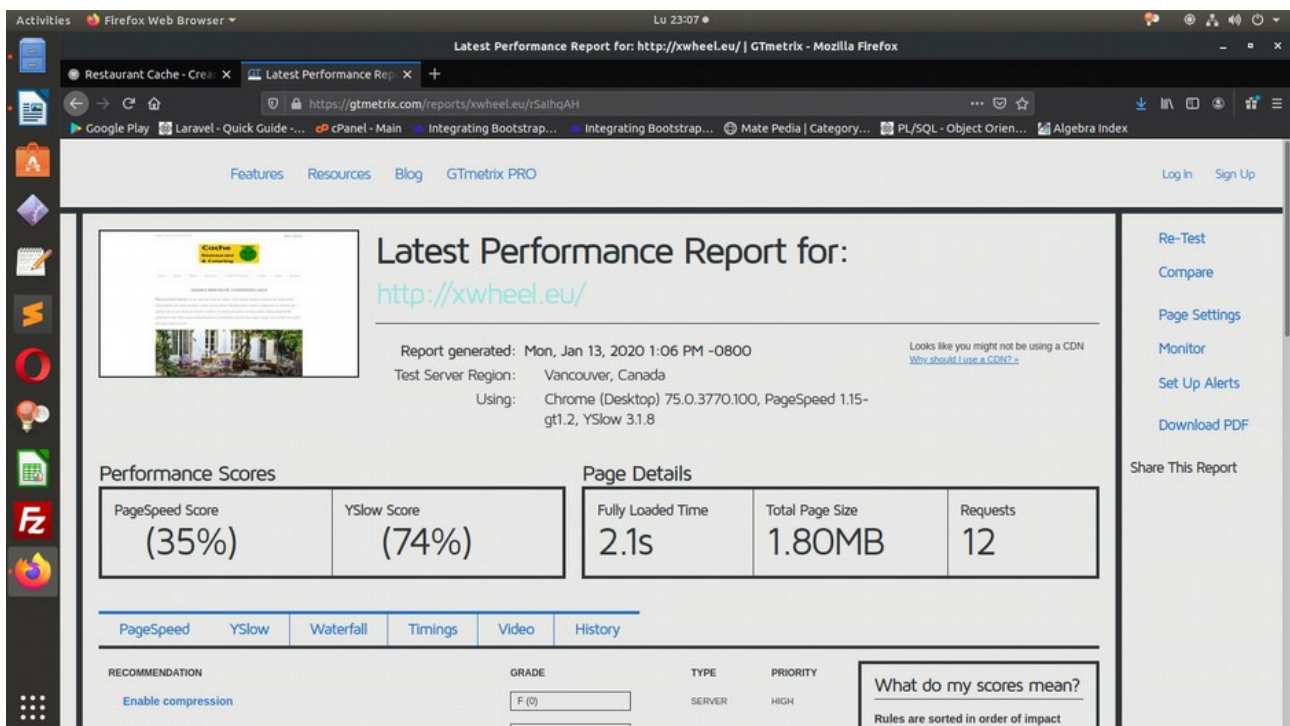 Activities Firefox Web Browser Lu 23:07
Latest Performance Report for: http://xwheel.eu/ | GTmetrix - Mozilla Firefox
Restaurant Cache - Crea Latest Performance Rep
https://gtmetrix.com/reports/xwheel.eu/rSaIhqAH
Google Play Laravel - Quick Guide -... cPanel - Main Integrating Bootstrap... Integrating Bootstrap... Mate Pedia | Category... PL/SQL - Object Orien... Algebra Index
Features Resources Blog GTmetrix PRO Log In Sign Up
Cache
Restaurant
& Catering
Latest Performance Report for:
http://xwheel.eu/
Report generated: Mon, Jan 13, 2020 1:06 PM -0800
Test Server Region: Vancouver, Canada
Using: Chrome (Desktop) 75.0.3770.100, PageSpeed 1.15-
gt1.2, YSlow 3.1.8
Looks like you might not be using a CDN
Why should I use a CDN? »
Re-Test
Compare
Page Settings
Monitor
Set Up Alerts
Download PDF
Share This Report
Performance Scores
PageSpeed Score YSlow Score
(35%) (74%)
Page Details
Fully Loaded Time Total Page Size Requests
2.1s 1.80MB 12
PageSpeed YSlow Waterfall Timings Video History
RECOMMENDATION GRADE TYPE PRIORITY
Enable compression F (0) SERVER HIGH
What do my scores mean?
Rules are sorted in order of impact
Fz